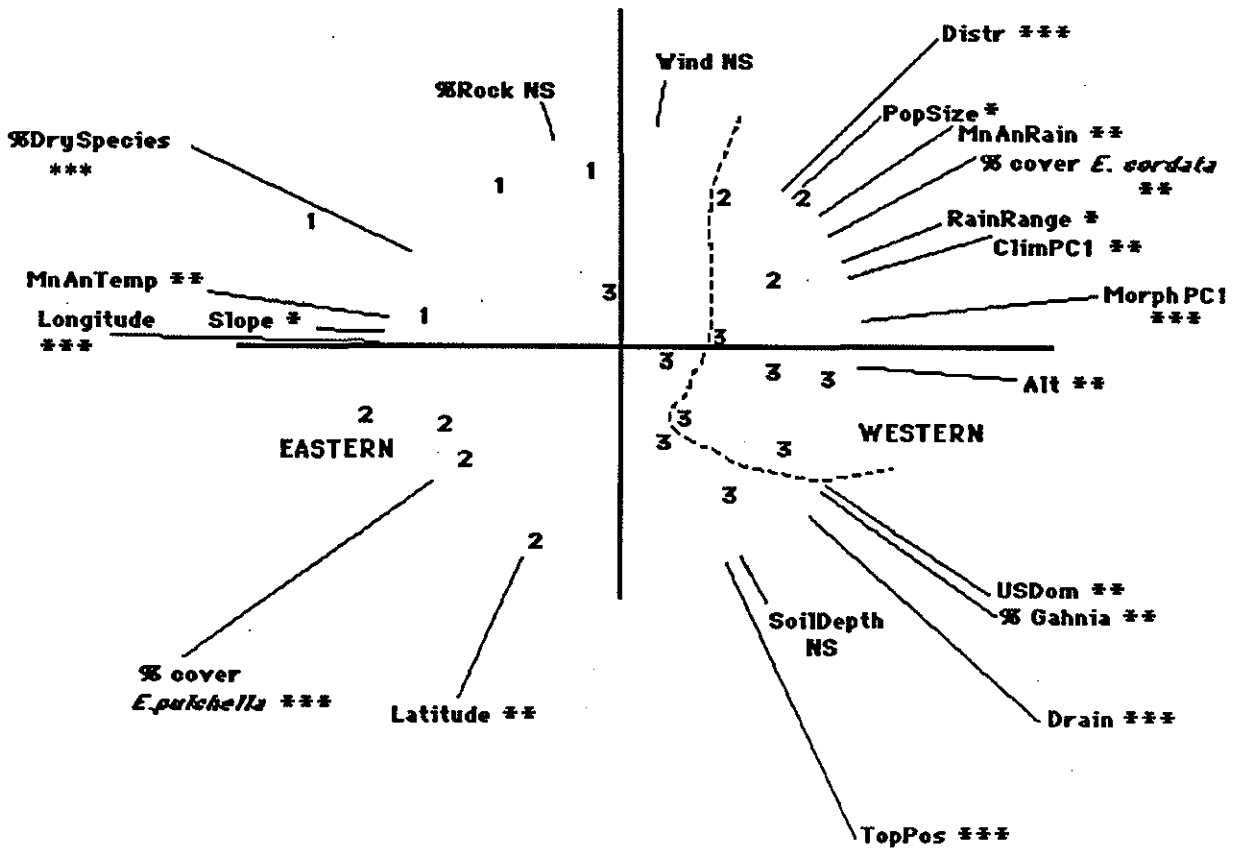 Distr ***
Wind NS
%Rock NS
PopSize *
MnAnRain **
%DrySpecies
***
% cover E. cordata
**
1
1
2
2
1
RainRange *
ClimPC1 **
MnAnTemp **
2
3
Morph PC1
***
Longitude
***
Slope *
1
3
3
3
3
Alt **
2
2
3
EASTERN
3
WESTERN
2
3
3
2
USDom **
% Gahnia **
SoilDepth
NS
% cover
E.pulchella ***
Latitude **
Drain ***
TopPos ***